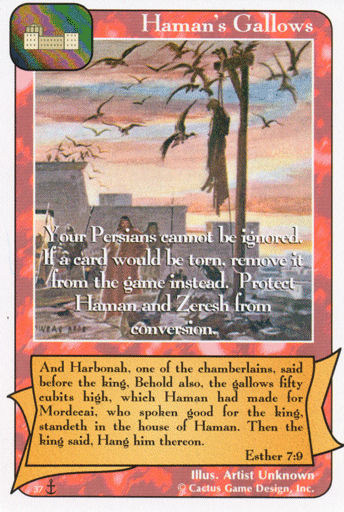 Haman's Gallows
Your Persians cannot be ignored.
If a card would be torn, remove it
from the game instead. Protect
Haman and Zeresh from
conversion.
And Harbonah, one of the chamberlains, said
before the king, Behold also, the gallows fifty
cubits high, which Haman had made for
Mordecai, who spoken good for the king,
standeth in the house of Haman. Then the
king said, Hang him thereon.
Esther 7:9
Illus. Artist Unknown
37
© Cactus Game Design, Inc.